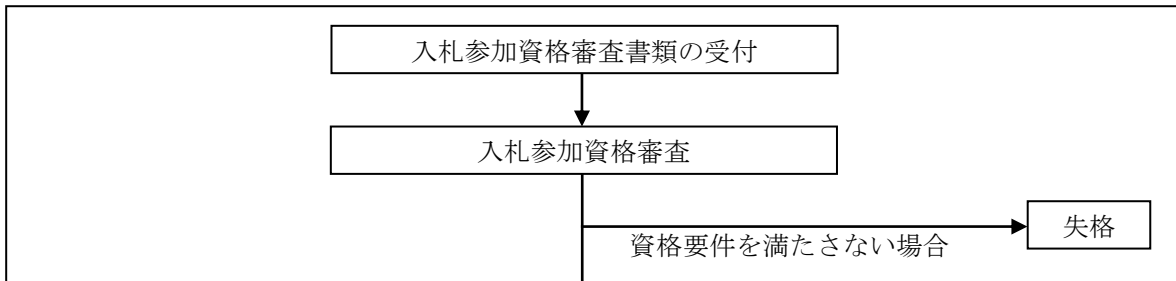 入札参加資格審査書類の受付
入札参加資格審査
失格
資格要件を満たさない場合